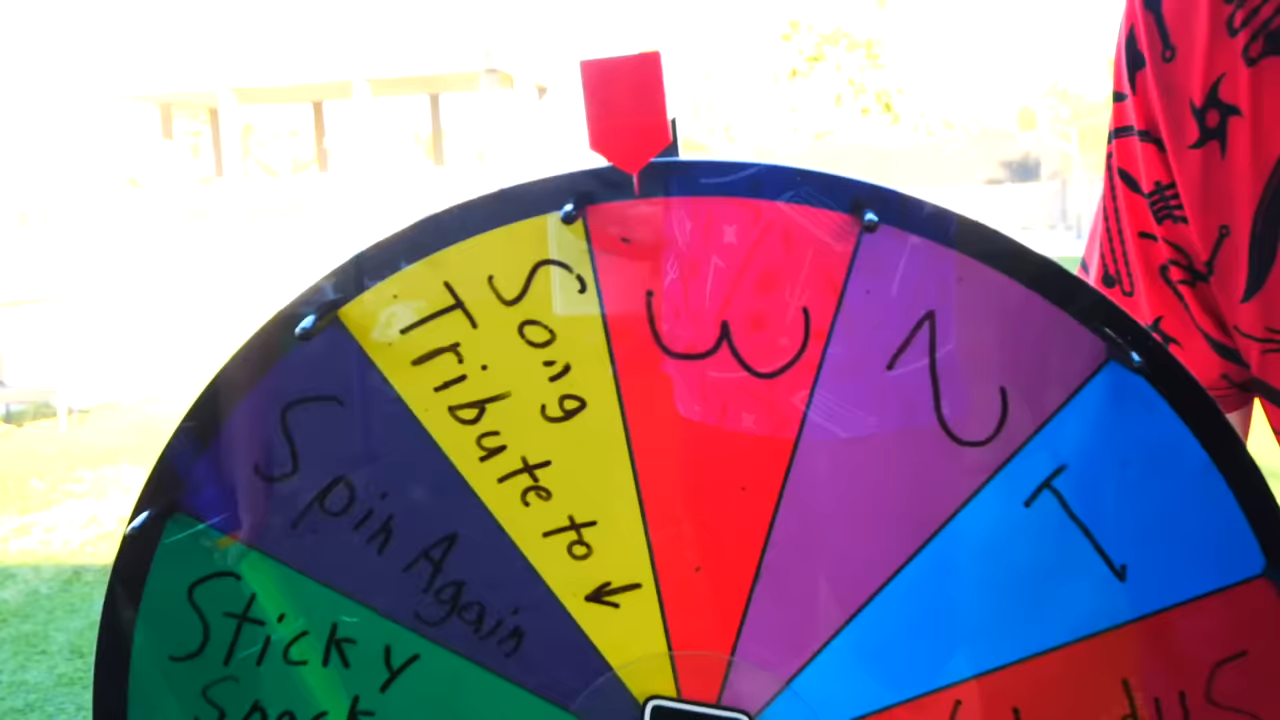 Sticky
Spin Again
Song
Tribute to ↓
3
2
1